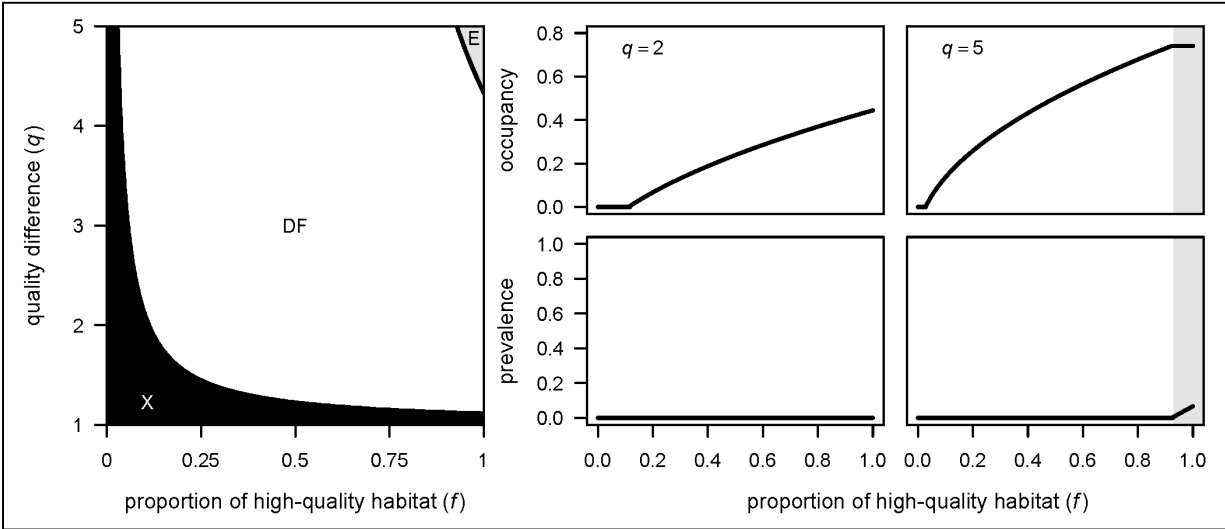 quality difference (q)
5
4
3
2
1
E
DF
X
0
0.25
0.5
0.75
1
proportion of high-quality habitat (f)
occupancy
0.8
0.6
0.4
0.2
0.0
q = 2
q = 5
prevalence
1.0
0.8
0.6
0.4
0.2
0.0
0.0 0.2 0.4 0.6 0.8 1.0
0.0 0.2 0.4 0.6 0.8 1.0
proportion of high-quality habitat (f)